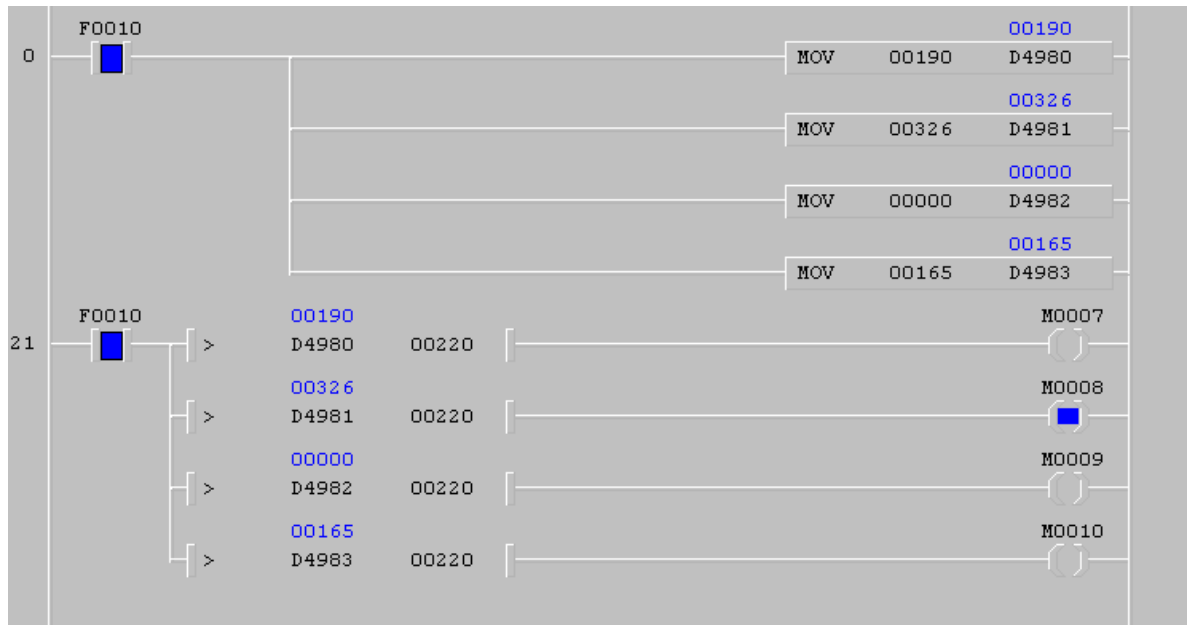 F0010 00190
0 MOV 00190 D4980
00326
MOV 00326 D4981
00000
MOV 00000 D4982
00165
MOV 00165 D4983
F0010 00190 M0007
21 > D4980 00220
00326 M0008
> D4981 00220
00000 M0009
> D4982 00220
00165 M0010
> D4983 00220